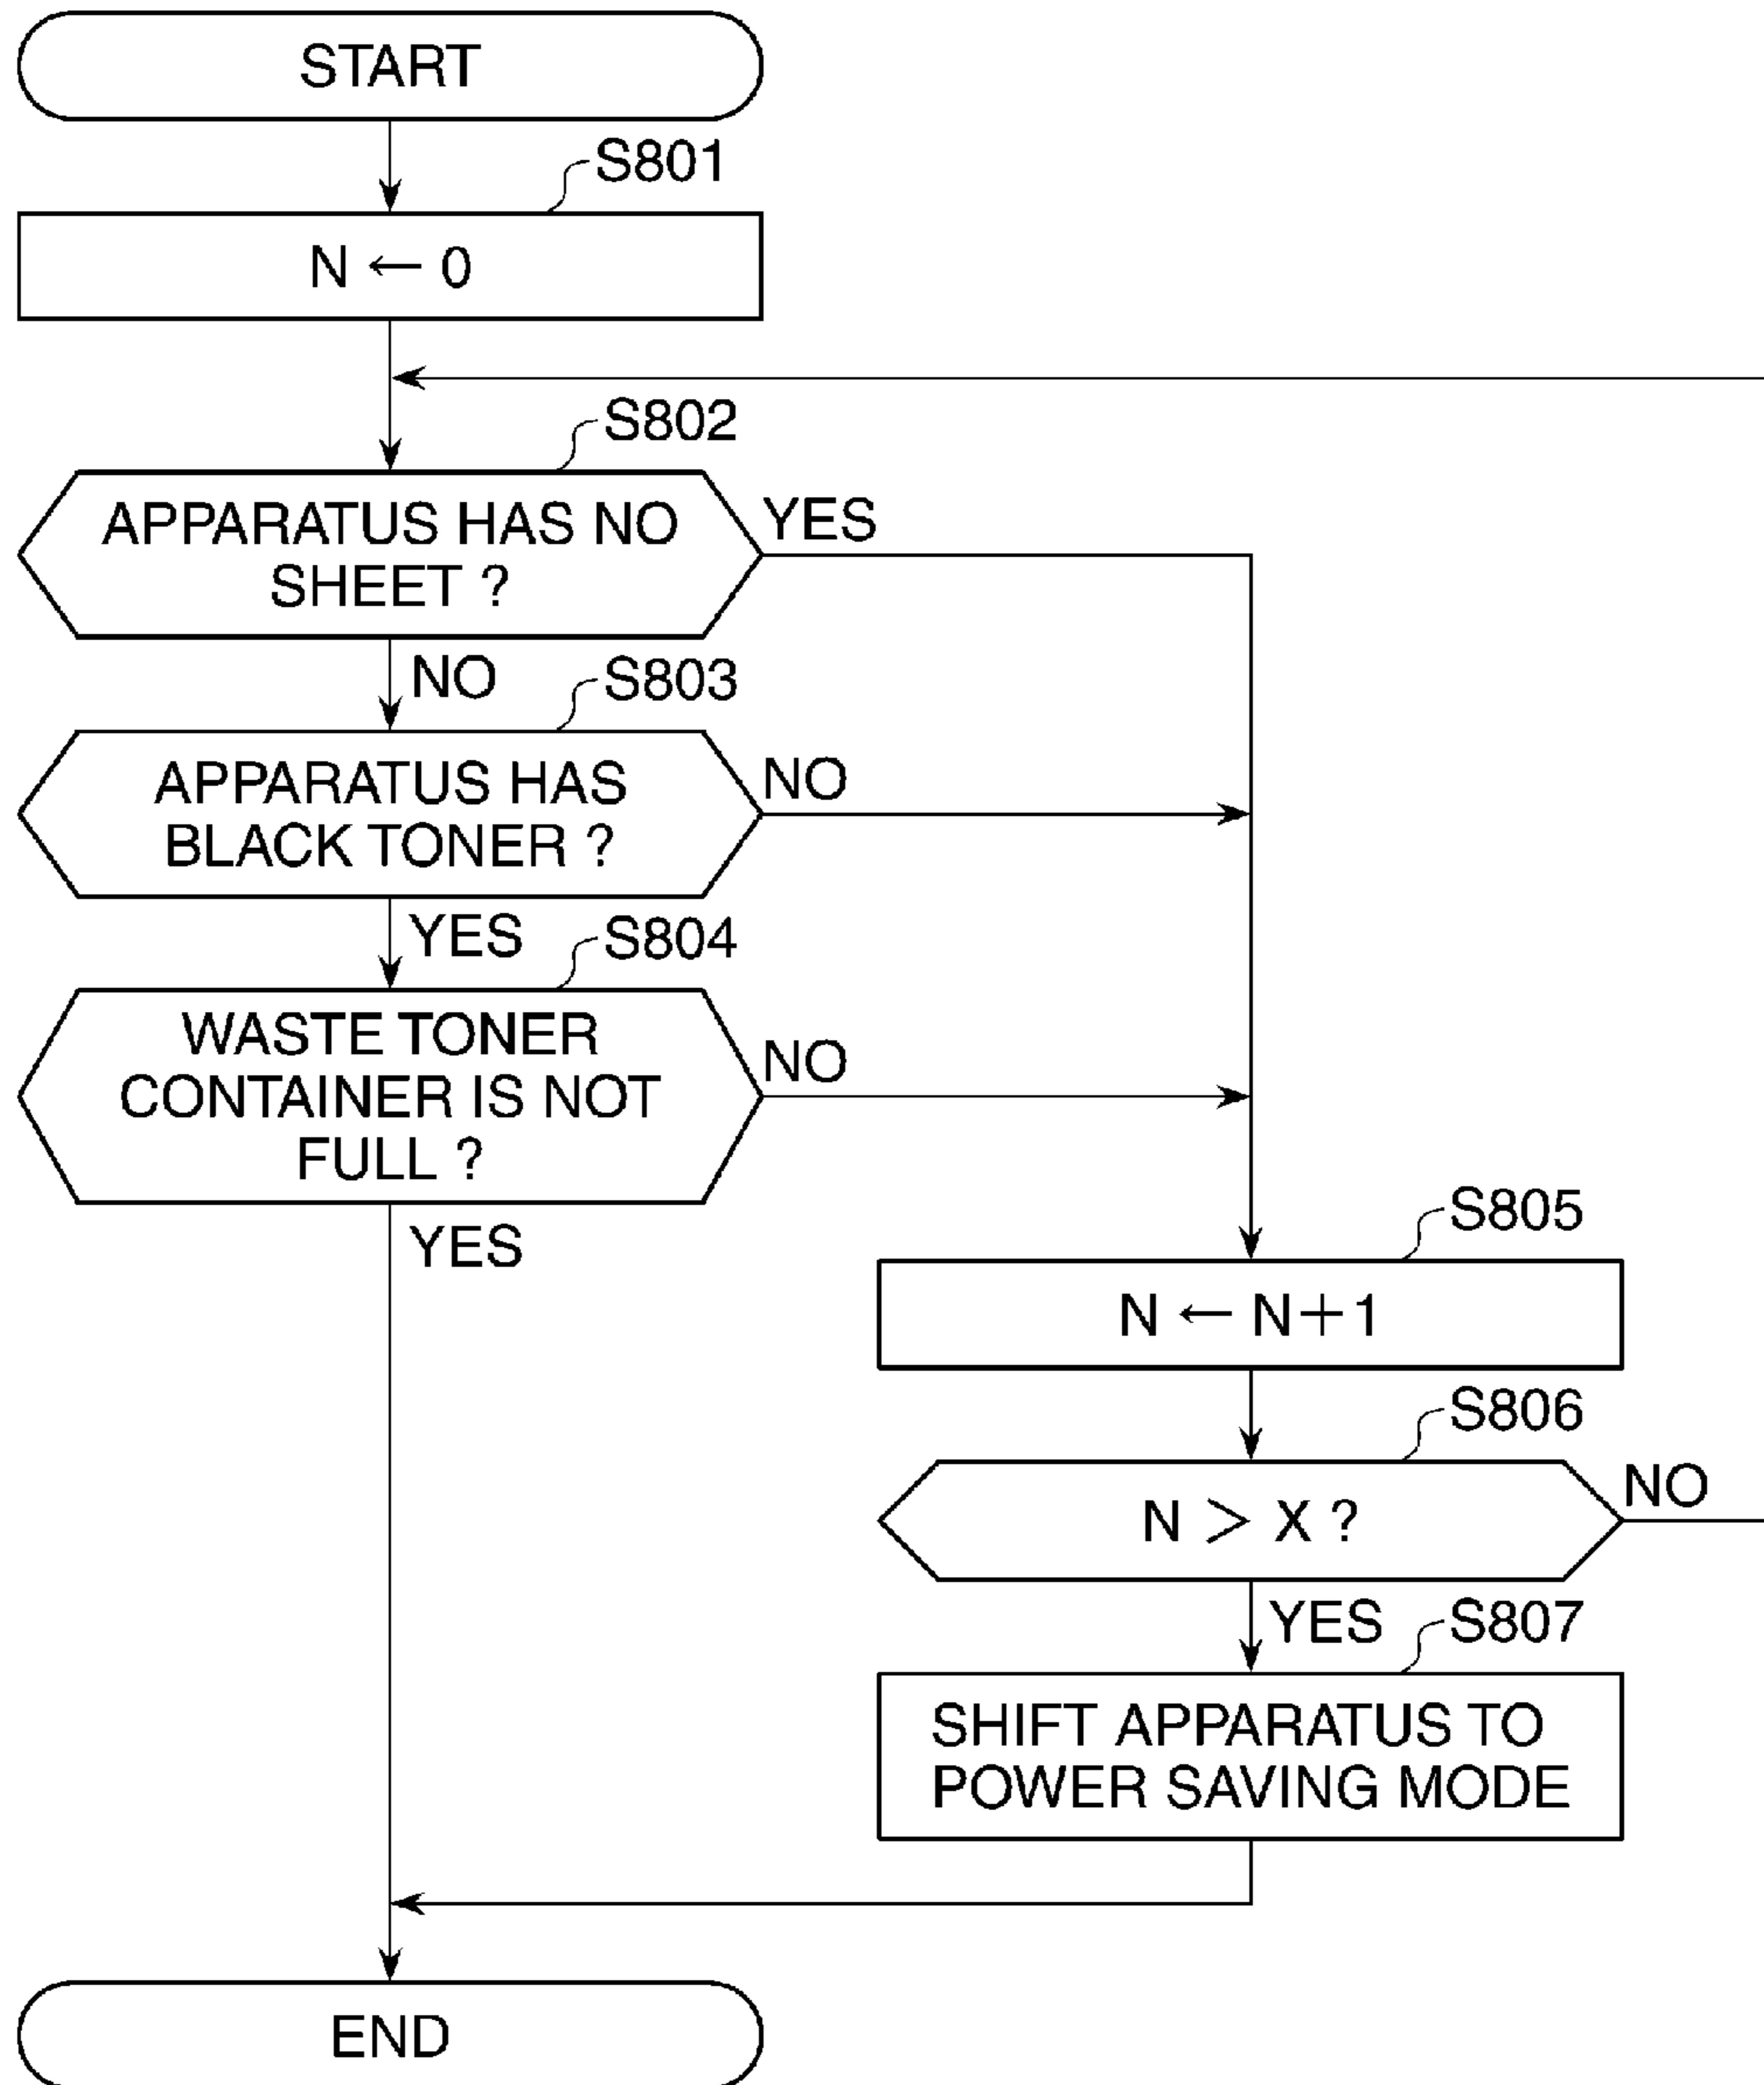 START
S801
N ← 0
S802
APPARATUS HAS NO
SHEET ?
YES
NO
S803
APPARATUS HAS
BLACK TONER ?
NO
YES
S804
WASTE TONER
CONTAINER IS NOT
FULL ?
NO
YES
S805
N ← N+1
S806
N > X ?
NO
YES
S807
SHIFT APPARATUS TO
POWER SAVING MODE
END